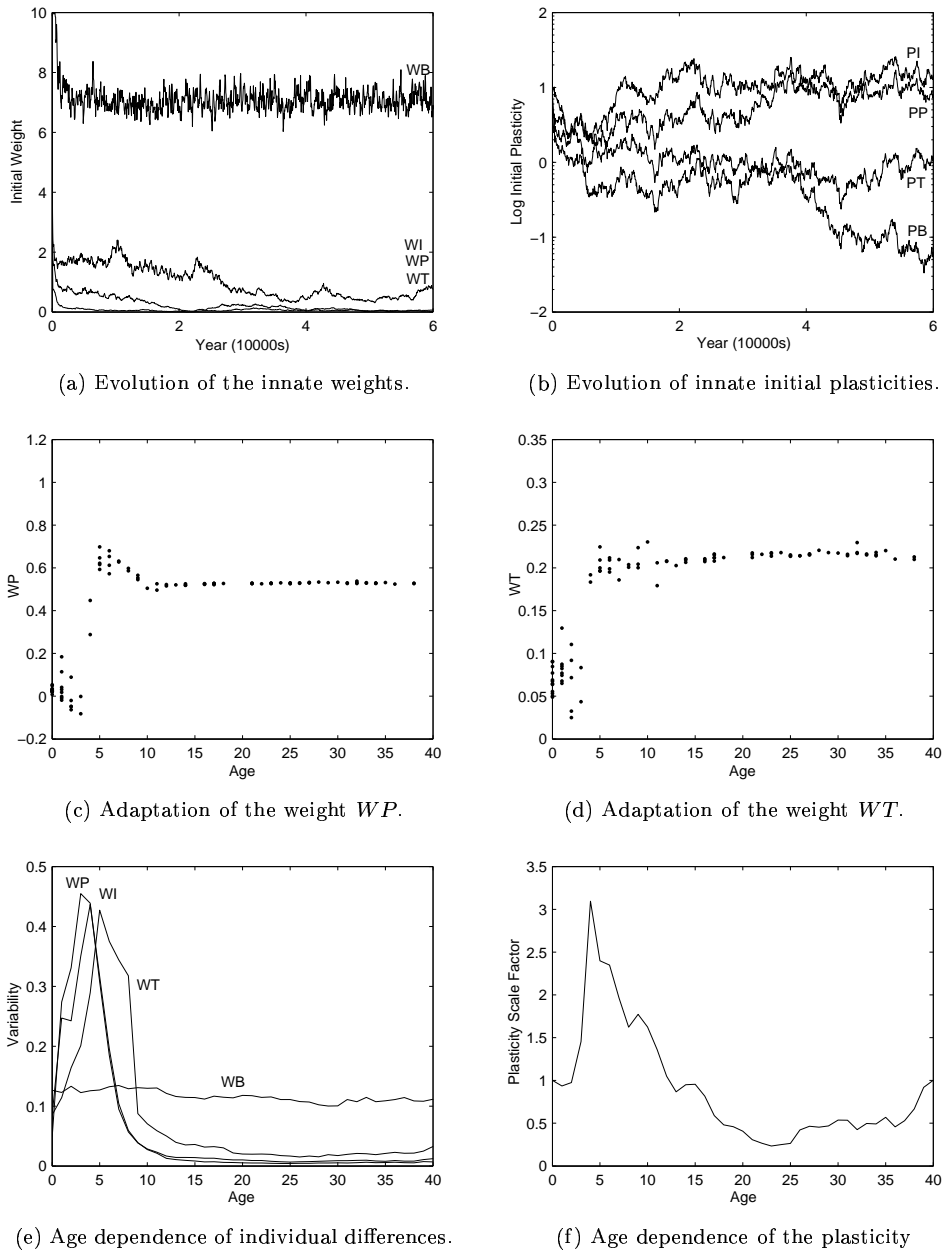 10
8
6
4
2
0
0 2 4 6
Initial Weight
Year (10000s)
WB
WI
WP
WT
(a) Evolution of the innate weights.
2
1
0
−1
−2
0 2 4 6
Log Initial Plasticity
Year (10000s)
PI
PP
PT
PB
(b) Evolution of innate initial plasticities.
1.2
1
0.8
0.6
0.4
0.2
0
−0.2
0 5 10 15 20 25 30 35 40
WP
Age
(c) Adaptation of the weight WP.
0.35
0.3
0.25
0.2
0.15
0.1
0.05
0
0 5 10 15 20 25 30 35 40
WT
Age
(d) Adaptation of the weight WT.
0.5
0.4
0.3
0.2
0.1
0
0 5 10 15 20 25 30 35 40
Variability
Age
WP
WI
WT
WB
(e) Age dependence of individual differences.
3.5
3
2.5
2
1.5
1
0.5
0
0 5 10 15 20 25 30 35 40
Plasticity Scale Factor
Age
(f) Age dependence of the plasticity